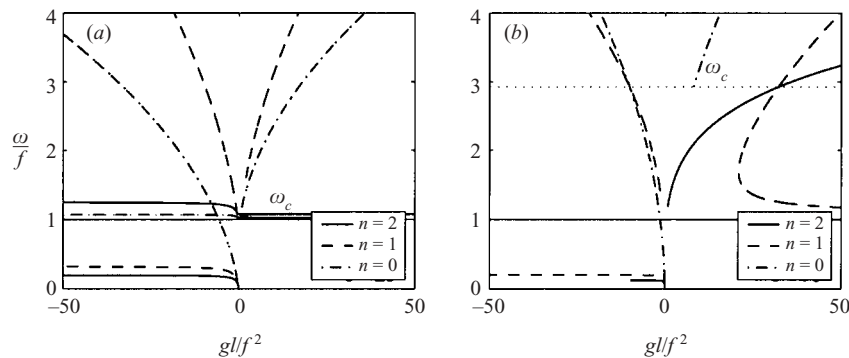 (a)
4
3
2
1
0
ω/f
ω_c
n = 2
n = 1
n = 0
−50
0
50
gl/f²
(b)
4
3
2
1
0
ω_c
n = 2
n = 1
n = 0
−50
0
50
gl/f²